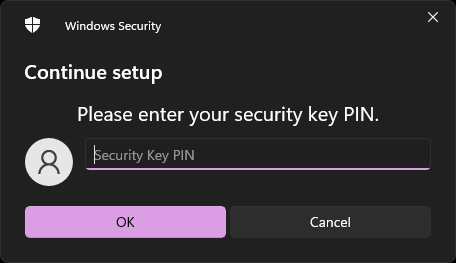 Windows Security
Continue setup
Please enter your security key PIN.
Security Key PIN
OK
Cancel